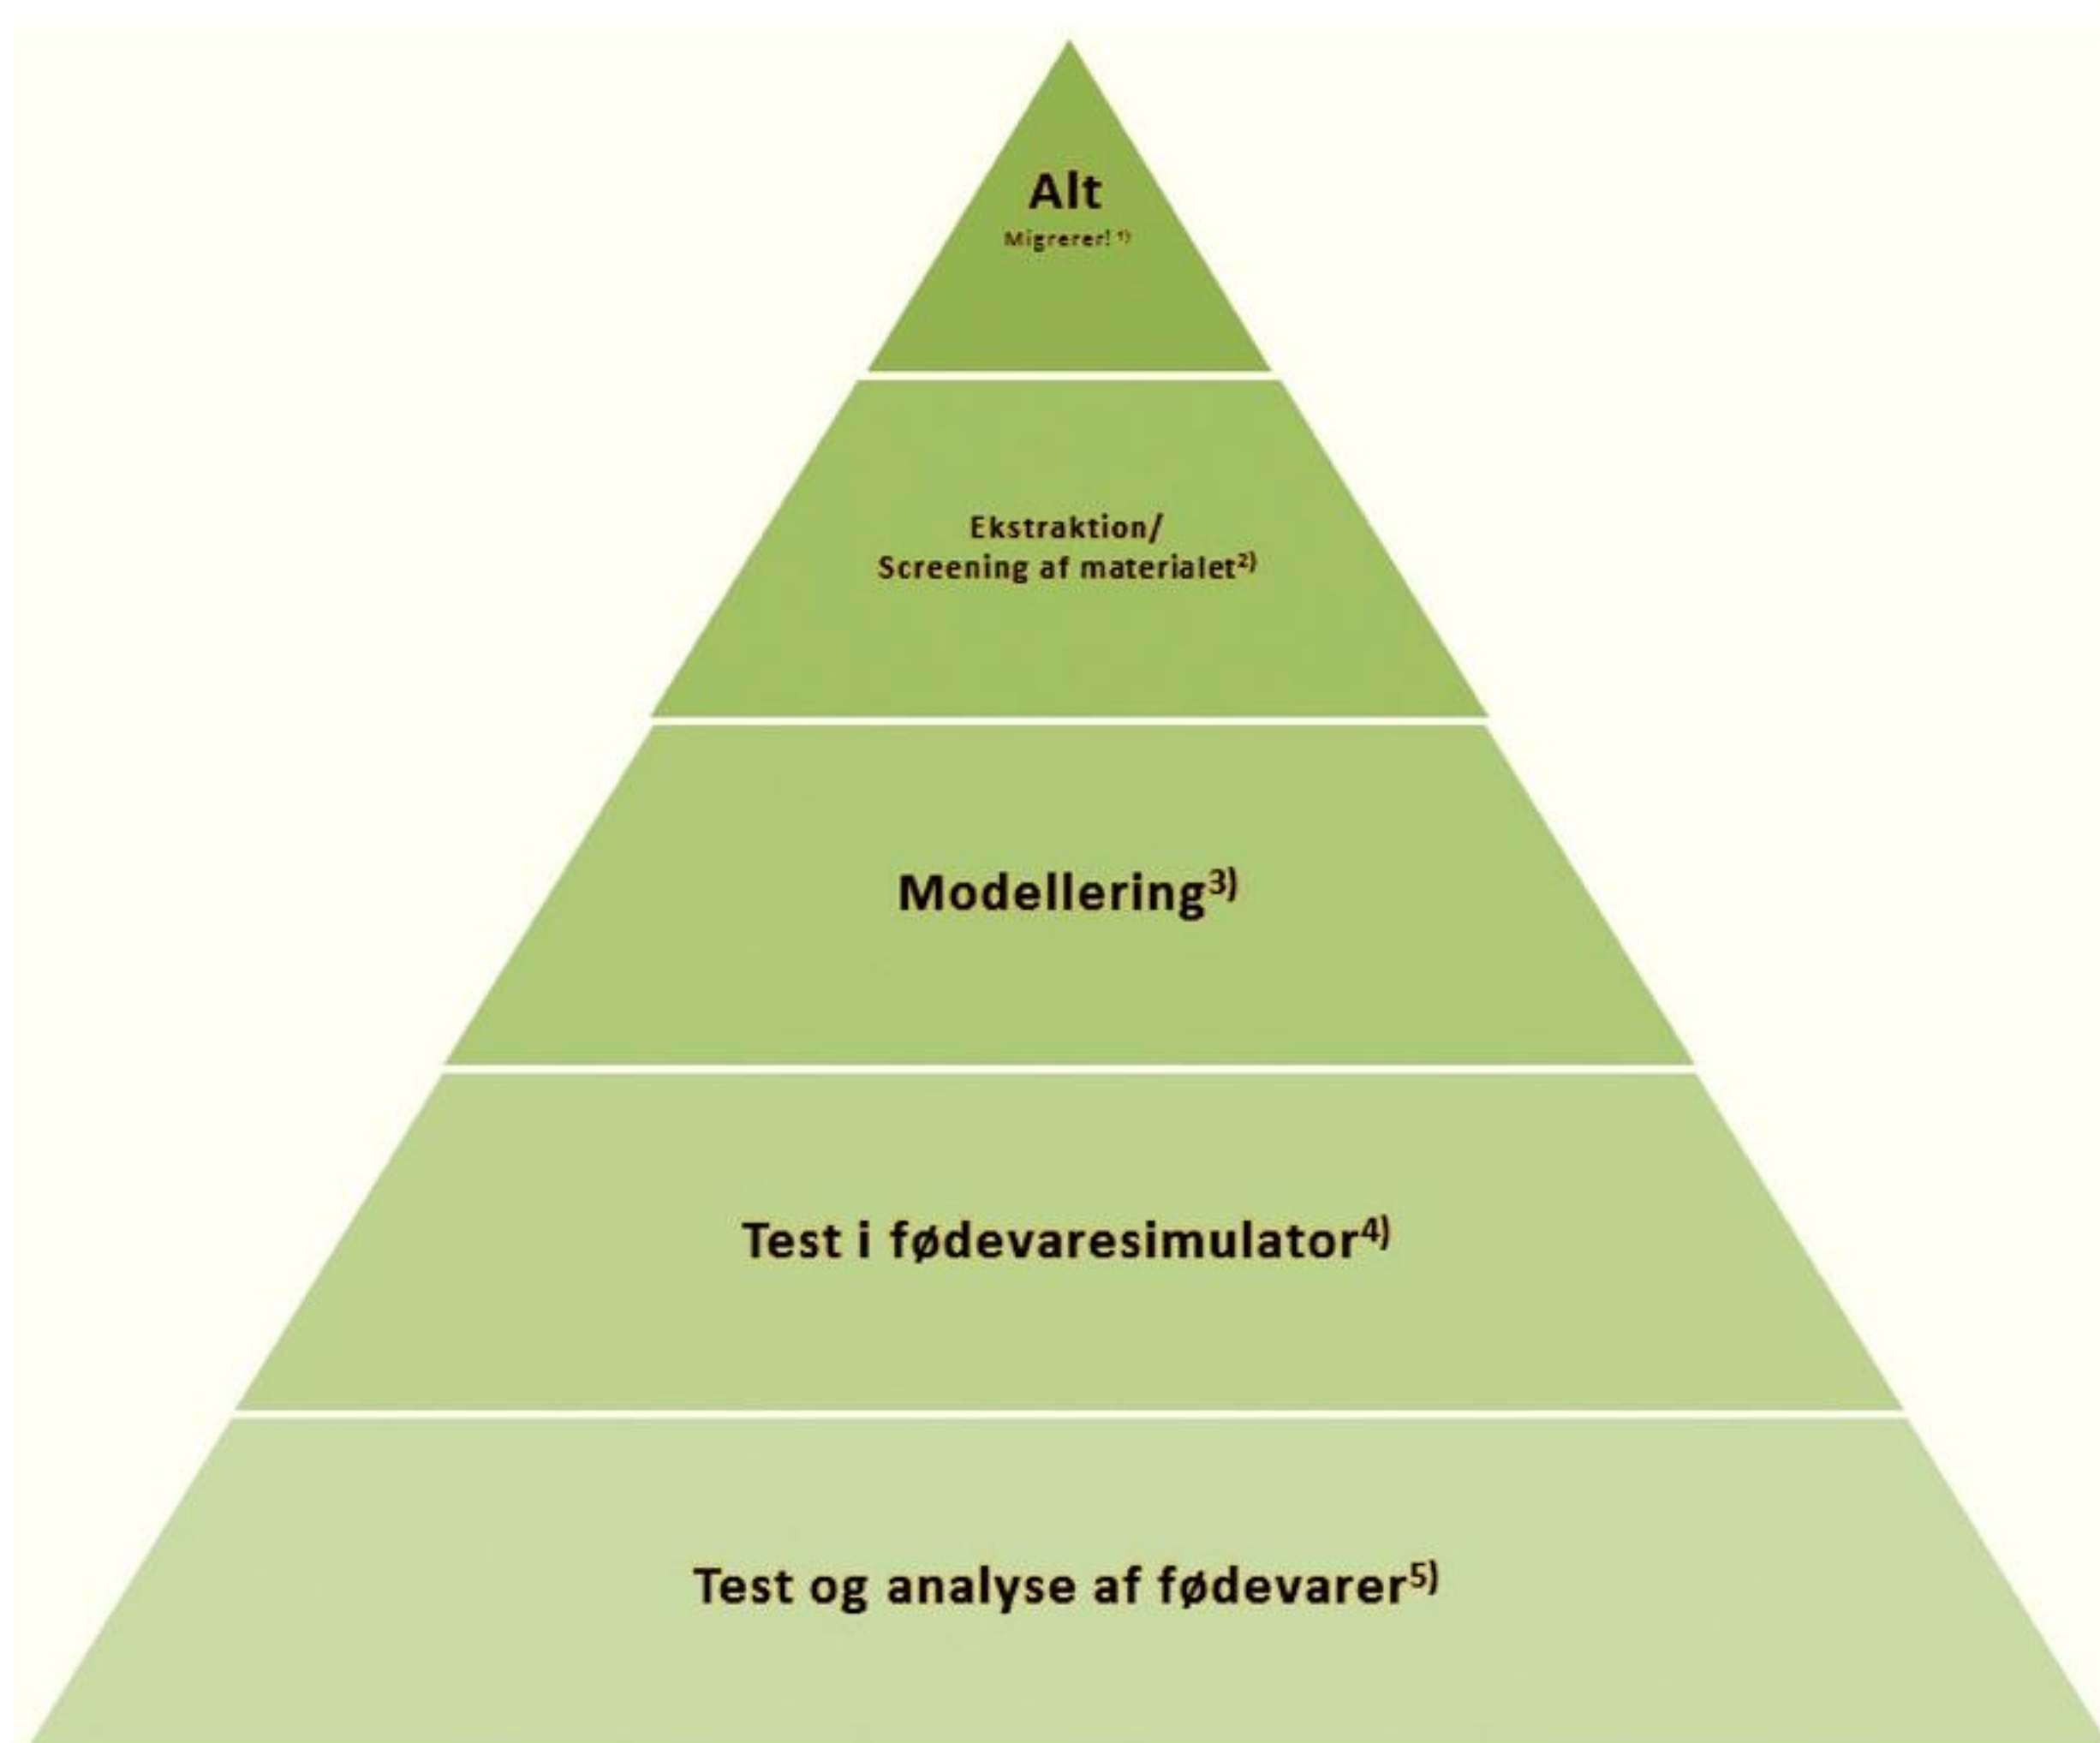 Alt
Migrerer! 1)
Ekstraktion/
Screening af materialet2)
Modellering3)
Test i fødevaresimulator4)
Test og analyse af fødevarer5)